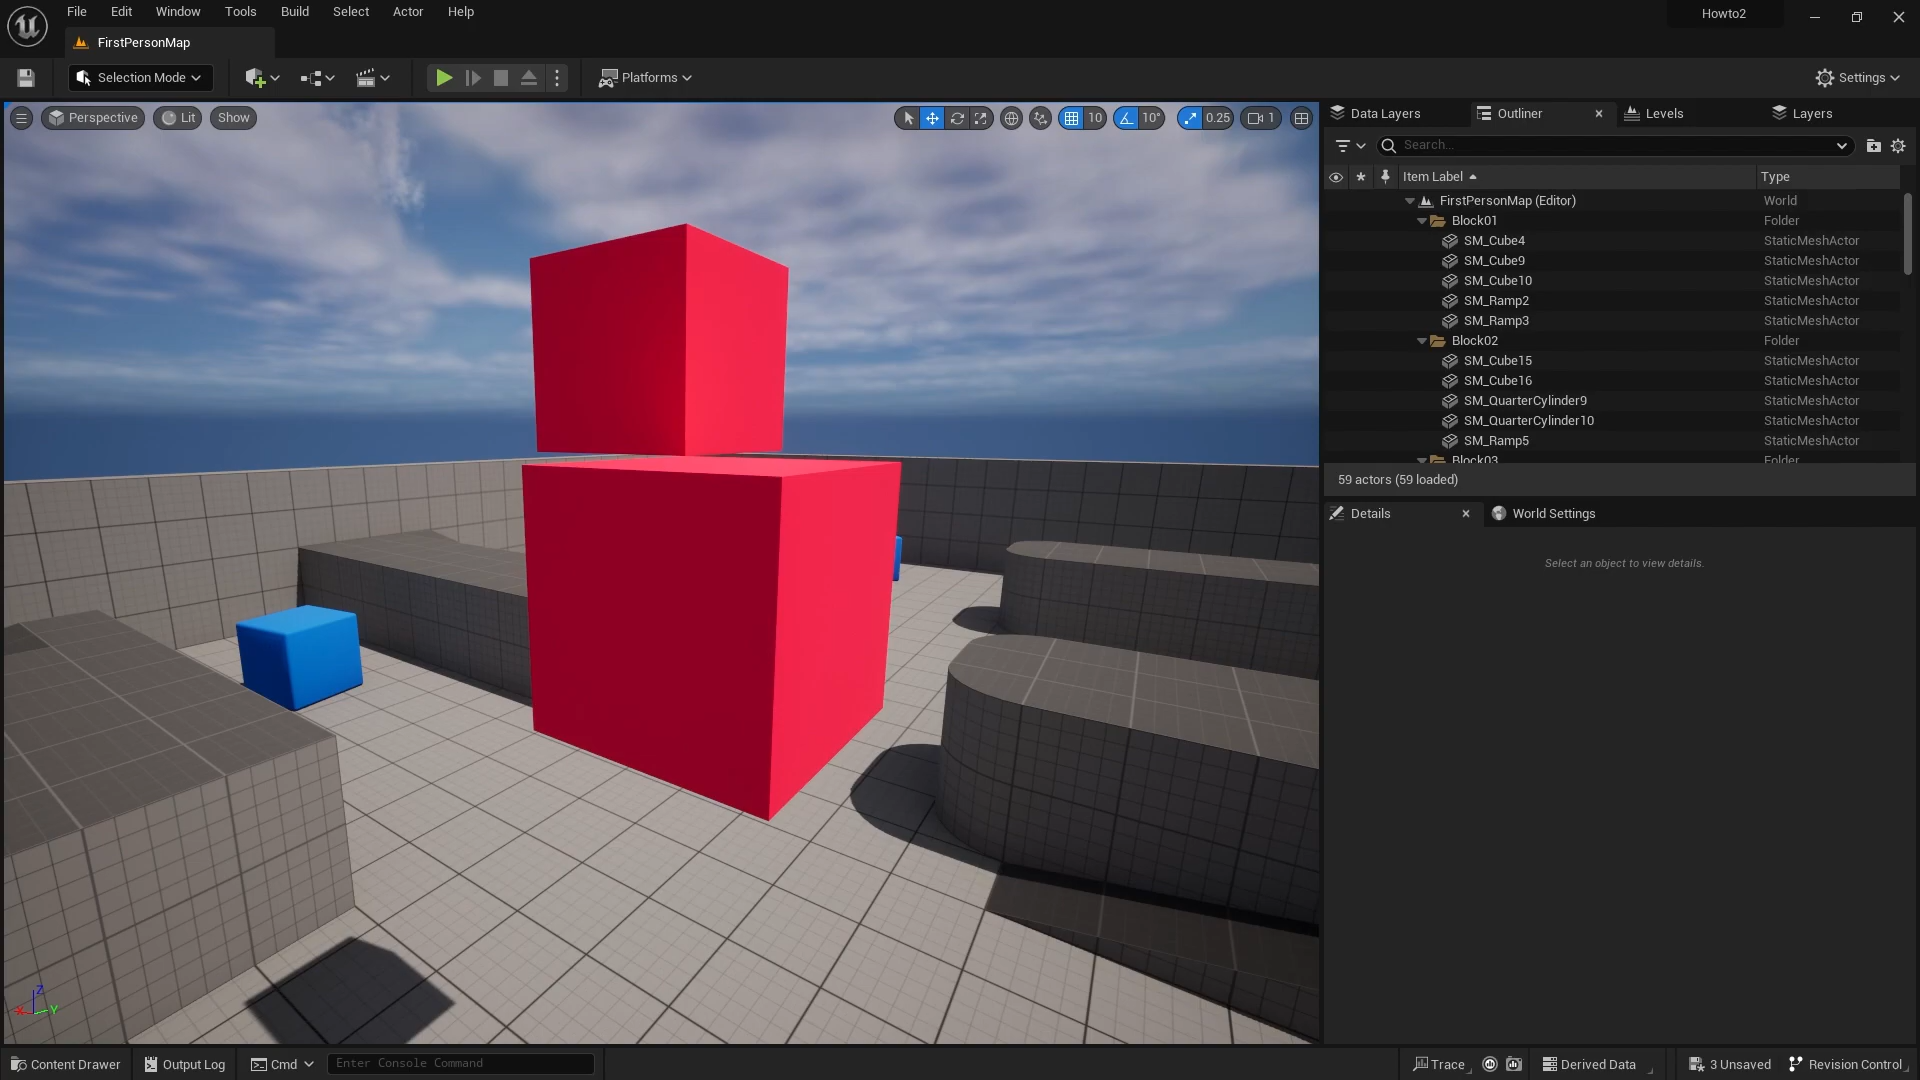 File Edit Window Tools Build Select Actor Help
Howto2
FirstPersonMap
Selection Mode
Platforms
Settings
Perspective Lit Show
10 10° 0.25 1
Data Layers Outliner Levels Layers
Search...
Item Label Type
FirstPersonMap (Editor) World
Block01 Folder
SM_Cube4 StaticMeshActor
SM_Cube9 StaticMeshActor
SM_Cube10 StaticMeshActor
SM_Ramp2 StaticMeshActor
SM_Ramp3 StaticMeshActor
Block02 Folder
SM_Cube15 StaticMeshActor
SM_Cube16 StaticMeshActor
SM_QuarterCylinder9 StaticMeshActor
SM_QuarterCylinder10 StaticMeshActor
SM_Ramp5 StaticMeshActor
Block03 Folder
59 actors (59 loaded)
Details World Settings
Select an object to view details.
Z
X Y
Content Drawer Output Log Cmd Enter Console Command
Trace Derived Data 3 Unsaved Revision Control